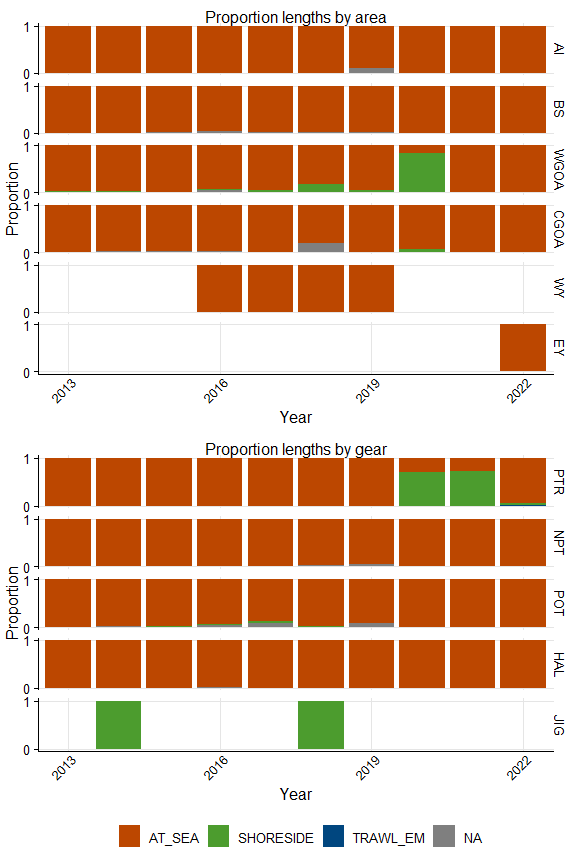 Proportion lengths by area
1
0
AI
1
0
BS
1
0
WGOA
1
0
CGOA
1
0
WY
1
0
EY
Proportion
2013 2016 2019 2022
Year
Proportion lengths by gear
1
0
PTR
1
0
NPT
1
0
POT
1
0
HAL
1
0
JIG
Proportion
2013 2016 2019 2022
Year
AT_SEA SHORESIDE TRAWL_EM NA